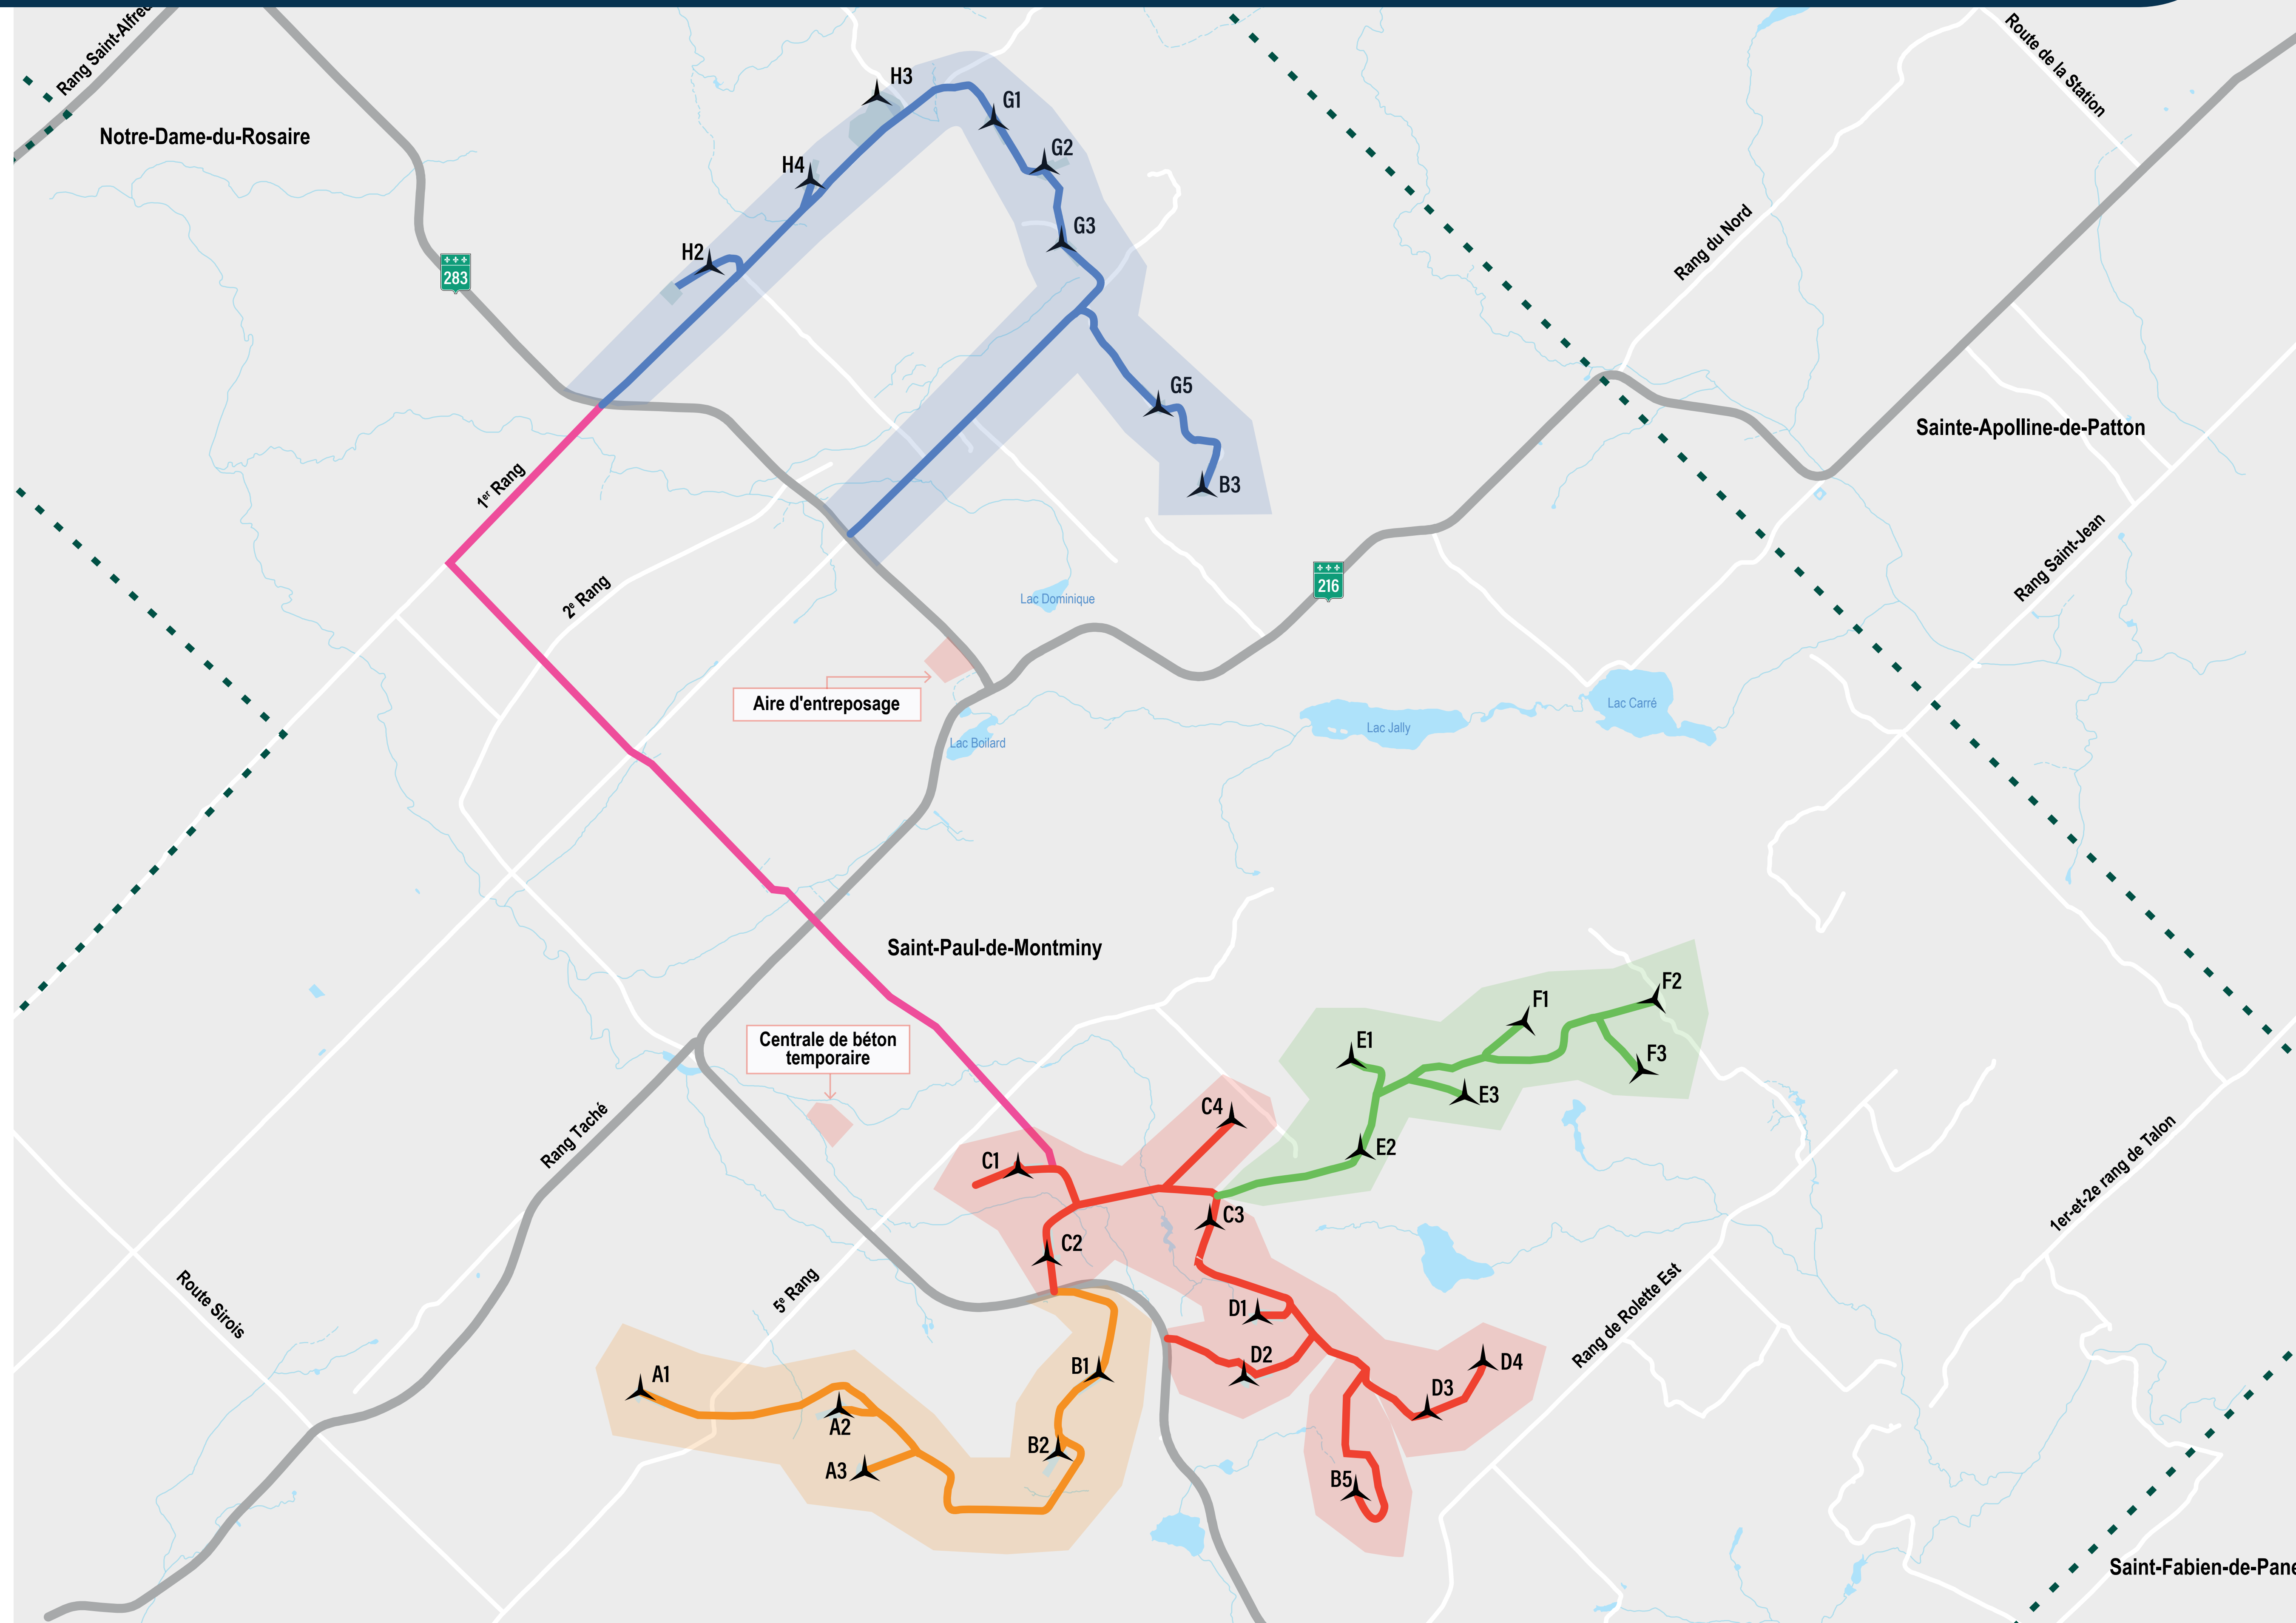 Rang Saint-Alfred
Route de la Station
H3
G1
Notre-Dame-du-Rosaire
G2
H4
G3
Rang du Nord
H2
283
G5
Sainte-Apolline-de-Patton
1er Rang
B3
Rang Saint-Jean
216
2e Rang
Lac Dominique
Aire d'entreposage
Lac Carré
Lac Jally
Lac Boilard
Saint-Paul-de-Montminy
F2
F1
Centrale de béton
temporaire
E1
F3
E3
C4
Rang Taché
E2
C1
1er-et-2e rang de Talon
C3
C2
5e Rang
Route Sirois
D1
Rang de Rolette Est
D2
D4
B1
A1
D3
A2
B2
A3
B5
Saint-Fabien-de-Pane